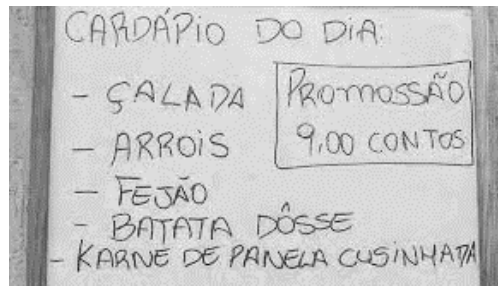 CARDÁPIO DO DIA:
- ÇALADA
- ARROIS
- FEJÃO
- BATATA DÔSSE
- KARNE DE PANELA CUSINHADA
PROMOSSÃO
9,00 CONTOS